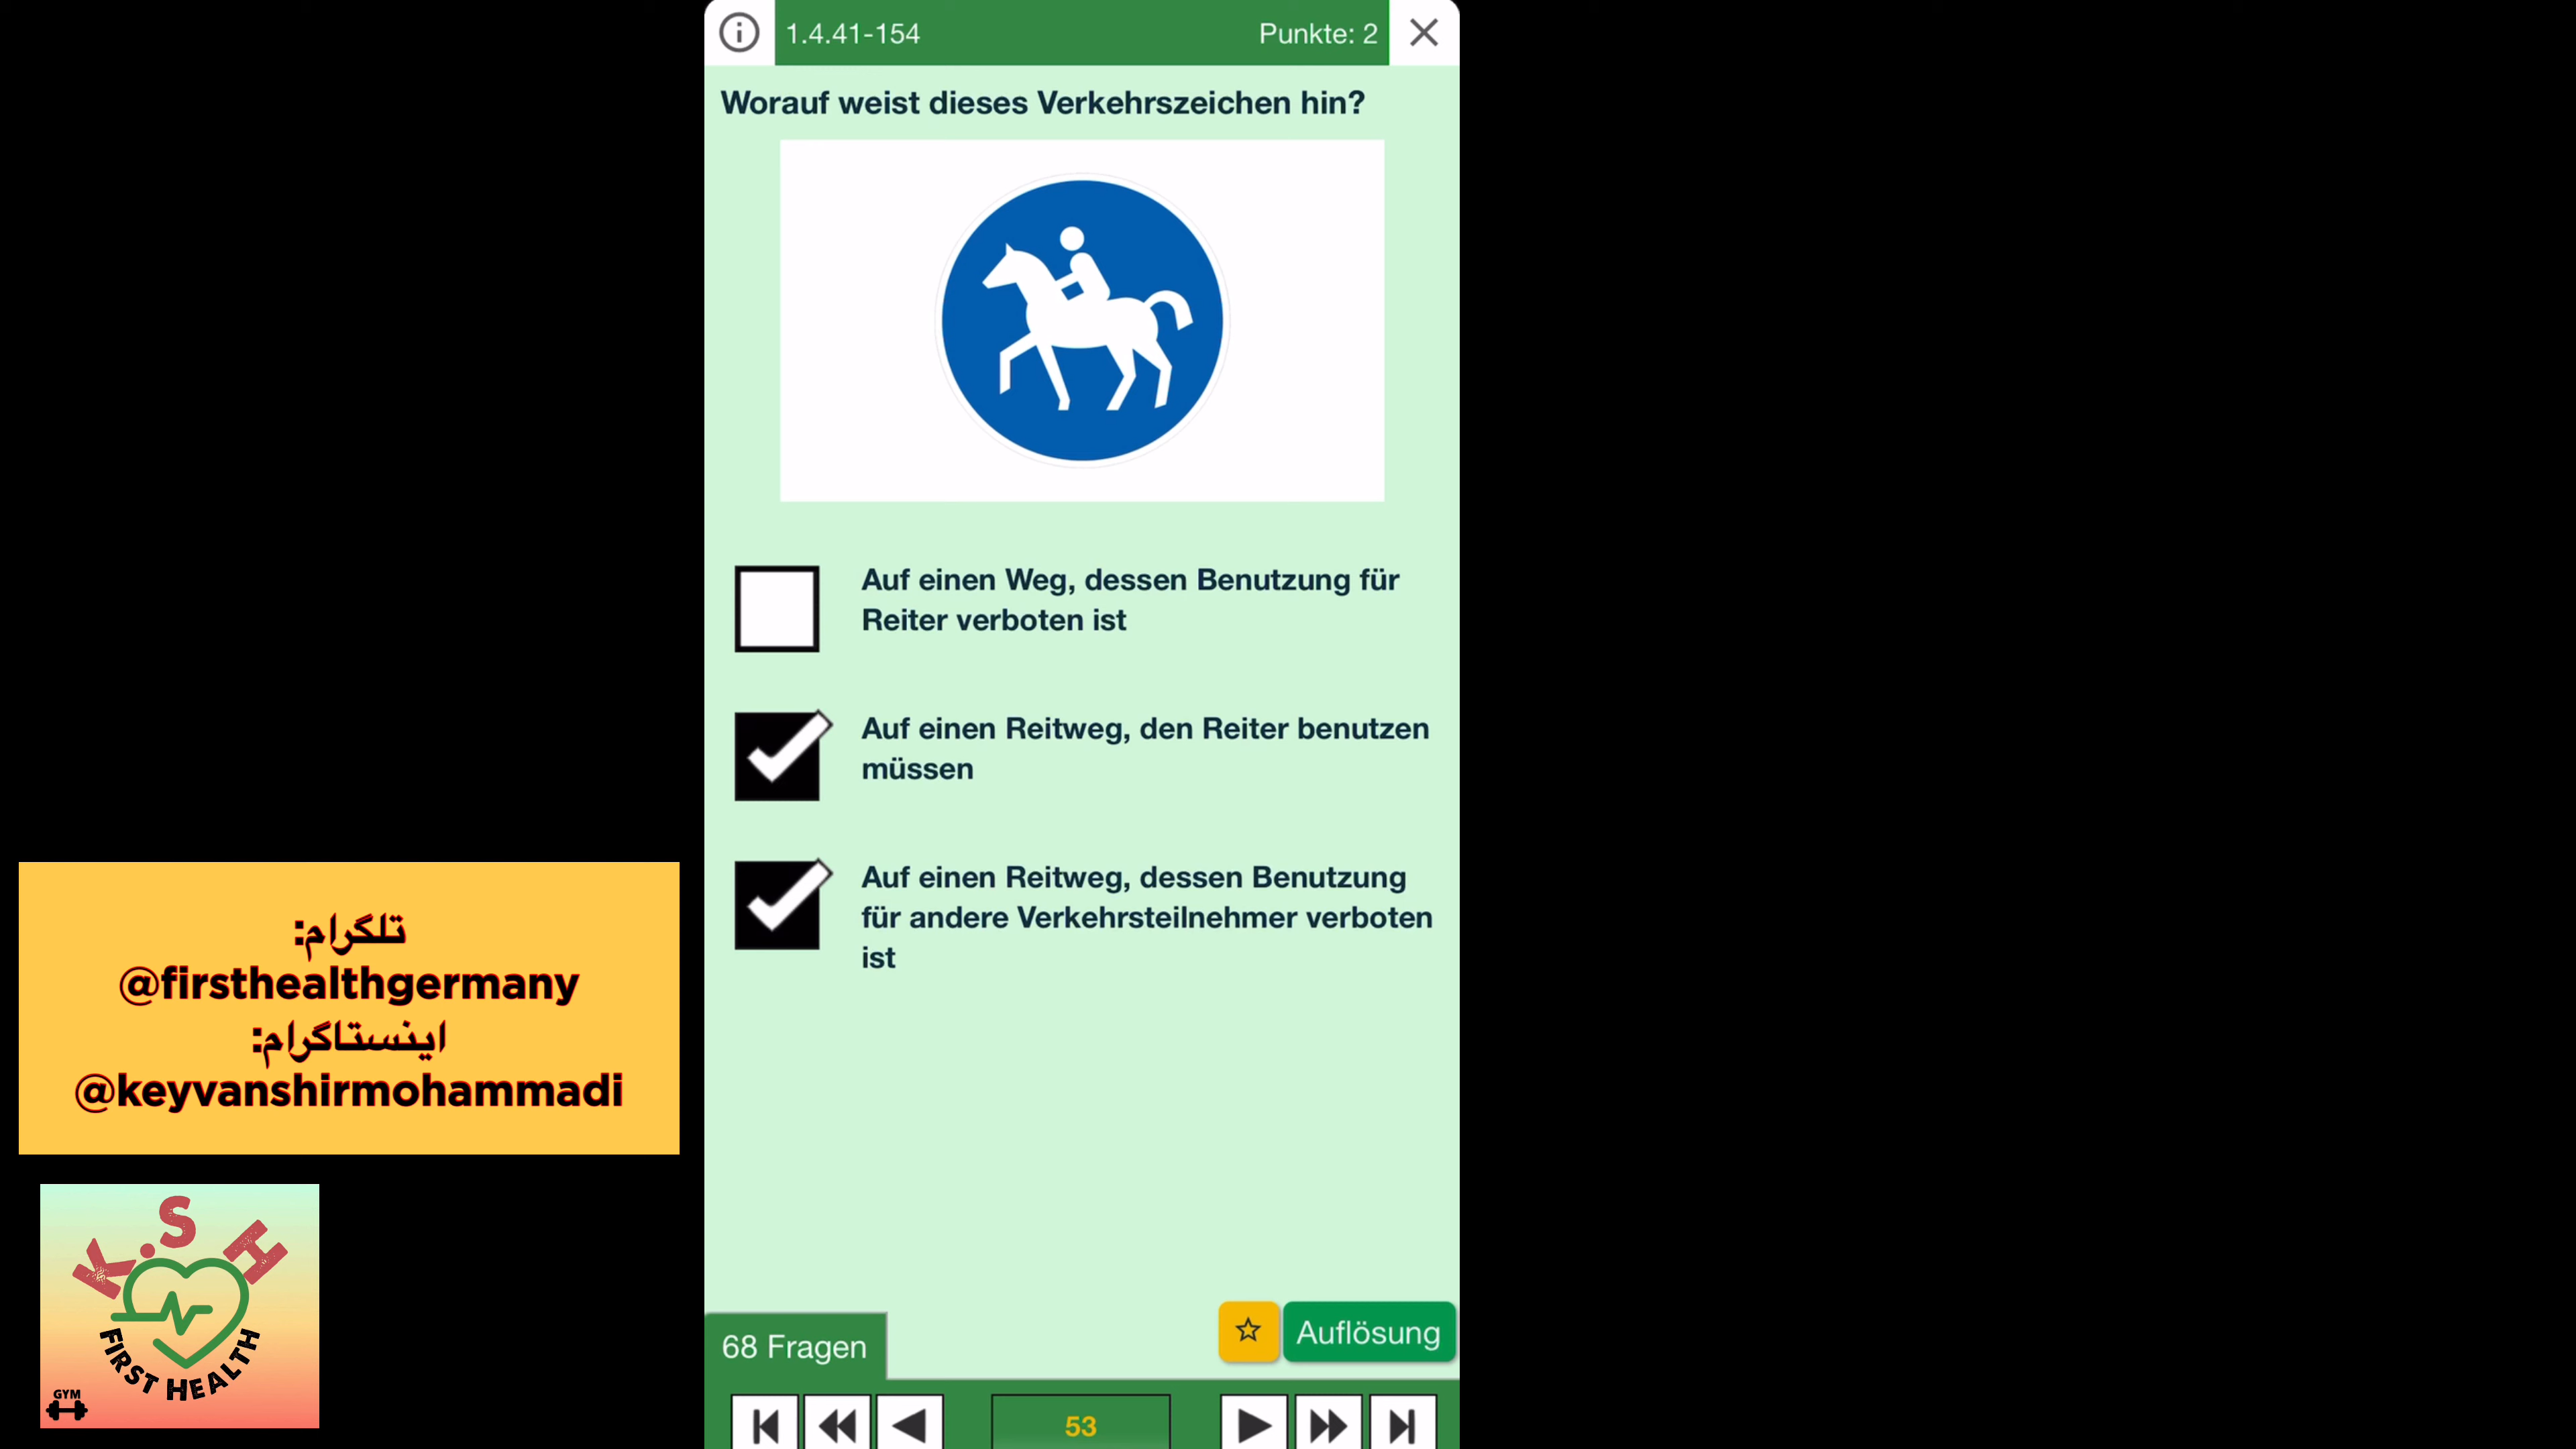 1.4.41-154
Punkte: 2
Worauf weist dieses Verkehrszeichen hin?
Auf einen Weg, dessen Benutzung für
Reiter verboten ist
Auf einen Reitweg, den Reiter benutzen
müssen
Auf einen Reitweg, dessen Benutzung
für andere Verkehrsteilnehmer verboten
ist
تلگرام:
@firsthealthgermany
اینستاگرام:
@keyvanshirmohammadi
K.SH
FIRST HEALTH
GYM
68 Fragen
Auflösung
53